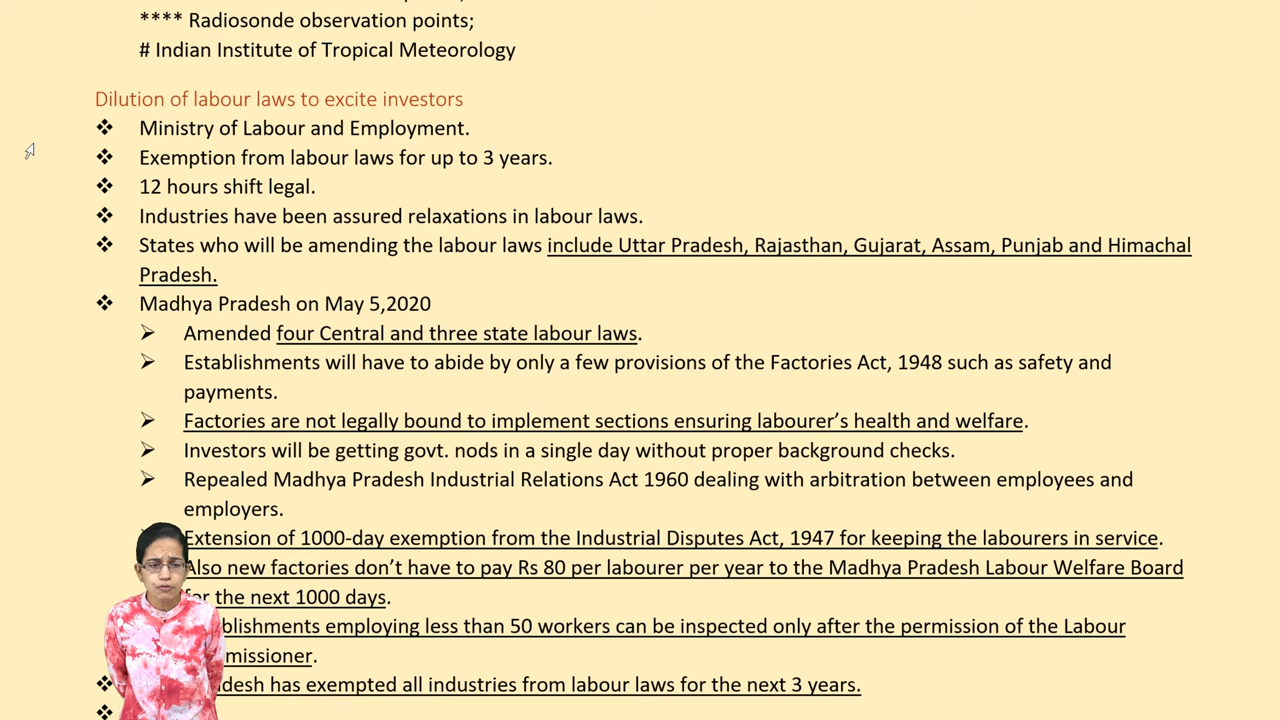 **** Radiosonde observation points;
# Indian Institute of Tropical Meteorology
Dilution of labour laws to excite investors
❖ Ministry of Labour and Employment.
❖ Exemption from labour laws for up to 3 years.
❖ 12 hours shift legal.
❖ Industries have been assured relaxations in labour laws.
❖ States who will be amending the labour laws include Uttar Pradesh, Rajasthan, Gujarat, Assam, Punjab and Himachal
Pradesh.
❖ Madhya Pradesh on May 5,2020
➢ Amended four Central and three state labour laws.
➢ Establishments will have to abide by only a few provisions of the Factories Act, 1948 such as safety and
payments.
➢ Factories are not legally bound to implement sections ensuring labourer’s health and welfare.
➢ Investors will be getting govt. nods in a single day without proper background checks.
➢ Repealed Madhya Pradesh Industrial Relations Act 1960 dealing with arbitration between employees and
employers.
Extension of 1000-day exemption from the Industrial Disputes Act, 1947 for keeping the labourers in service.
Also new factories don’t have to pay Rs 80 per labourer per year to the Madhya Pradesh Labour Welfare Board
for the next 1000 days.
employing less than 50 workers can be inspected only after the permission of the Labour
❖ has exempted all industries from labour laws for the next 3 years.